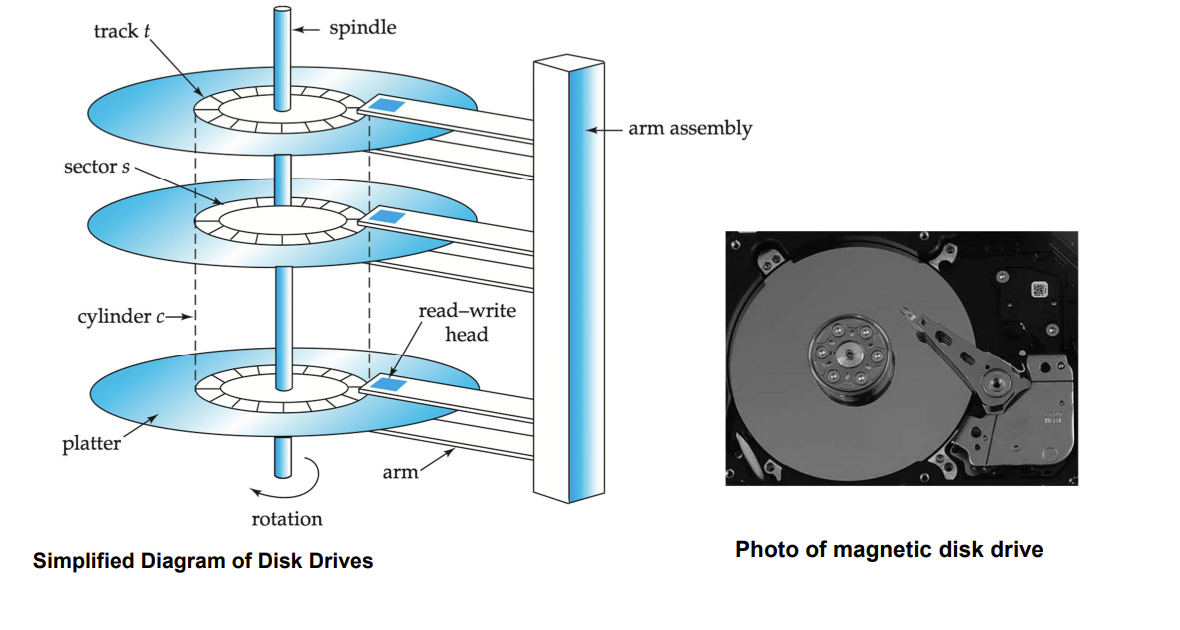 track t
spindle
arm assembly
sector s
cylinder c
read–write
head
platter
arm
rotation
Simplified Diagram of Disk Drives
Photo of magnetic disk drive